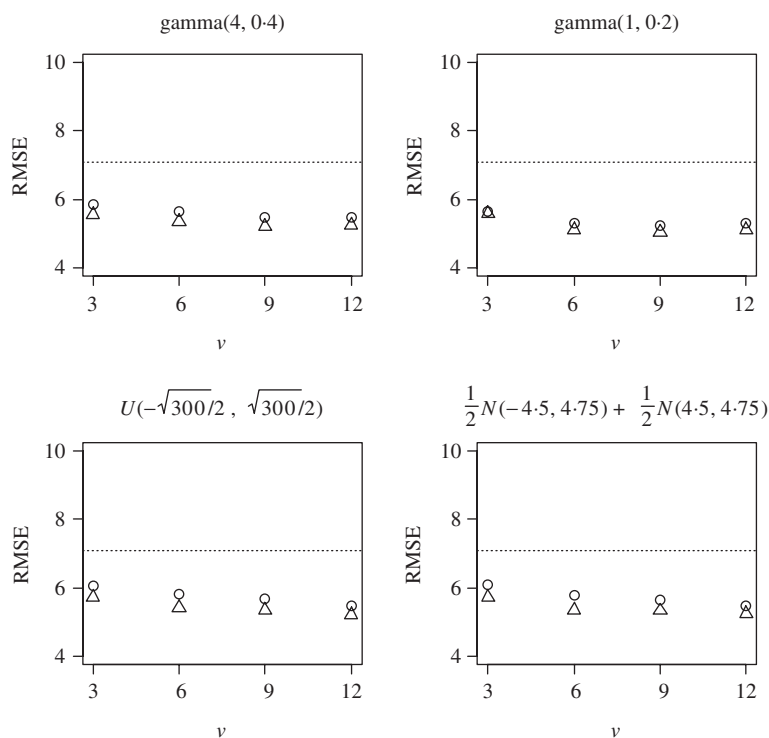 gamma(4, 0·4)
gamma(1, 0·2)
10
8
6
4
RMSE
3 6 9 12
v
10
8
6
4
RMSE
3 6 9 12
v
U(−√300/2 , √300/2)
1/2 N(−4·5, 4·75) + 1/2 N(4·5, 4·75)
10
8
6
4
RMSE
3 6 9 12
v
10
8
6
4
RMSE
3 6 9 12
v